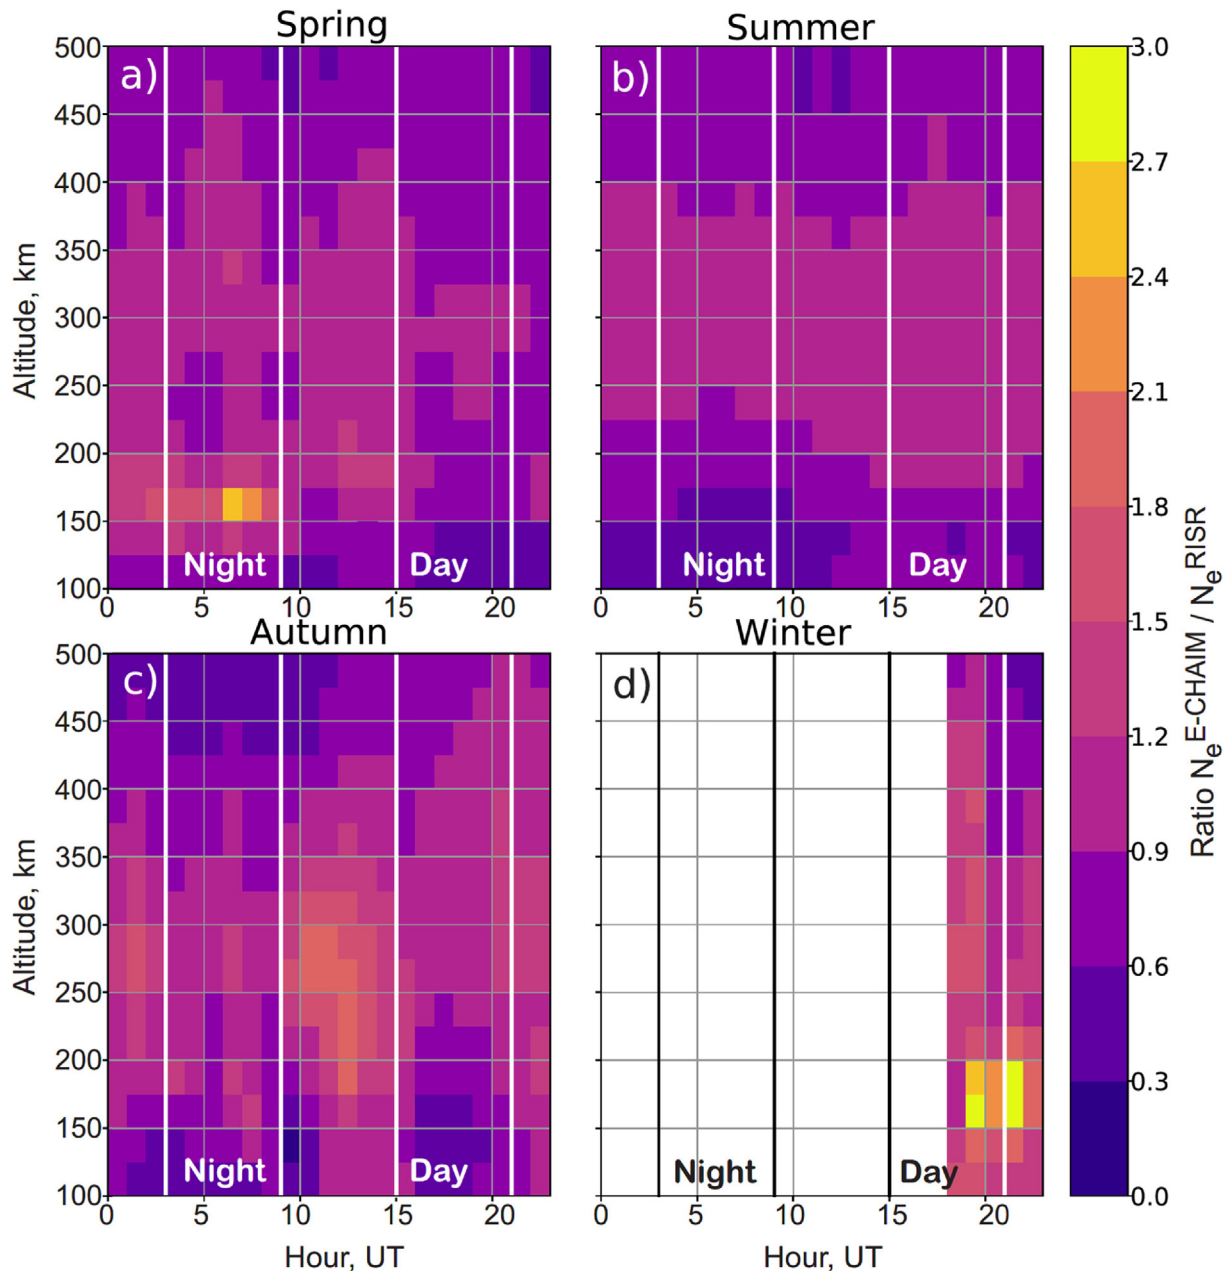 Spring
Summer
a)
b)
500
450
400
350
300
250
200
150
100
Altitude, km
Night
Day
Night
Day
0
5
10
15
20
0
5
10
15
20
Autumn
Winter
c)
d)
500
450
400
350
300
250
200
150
100
Altitude, km
Night
Day
Night
Day
0
5
10
15
20
0
5
10
15
20
Hour, UT
Hour, UT
3.0
2.7
2.4
2.1
1.8
1.5
1.2
0.9
0.6
0.3
0.0
Ratio Ne E-CHAIM / Ne RISR